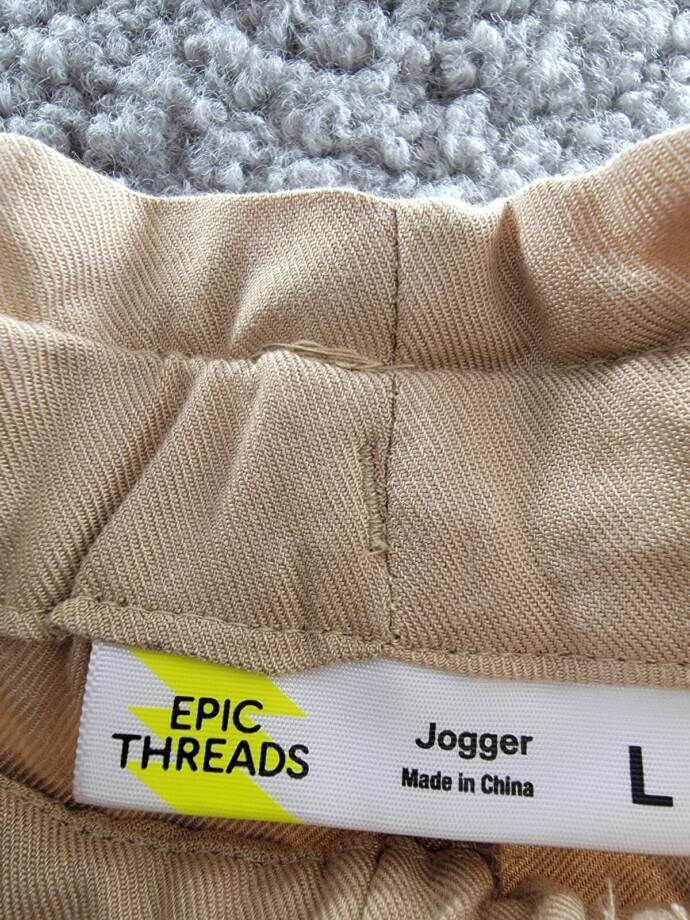 EPIC
THREADS
Jogger
Made in China
L